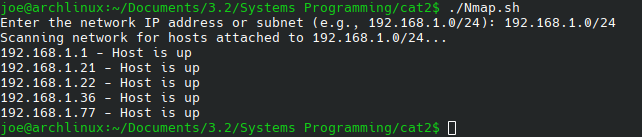 joe@archlinux:~/Documents/3.2/Systems Programming/cat2$ ./Nmap.sh
Enter the network IP address or subnet (e.g., 192.168.1.0/24): 192.168.1.0/24
Scanning network for hosts attached to 192.168.1.0/24...
192.168.1.1 - Host is up
192.168.1.21 - Host is up
192.168.1.22 - Host is up
192.168.1.36 - Host is up
192.168.1.77 - Host is up
joe@archlinux:~/Documents/3.2/Systems Programming/cat2$